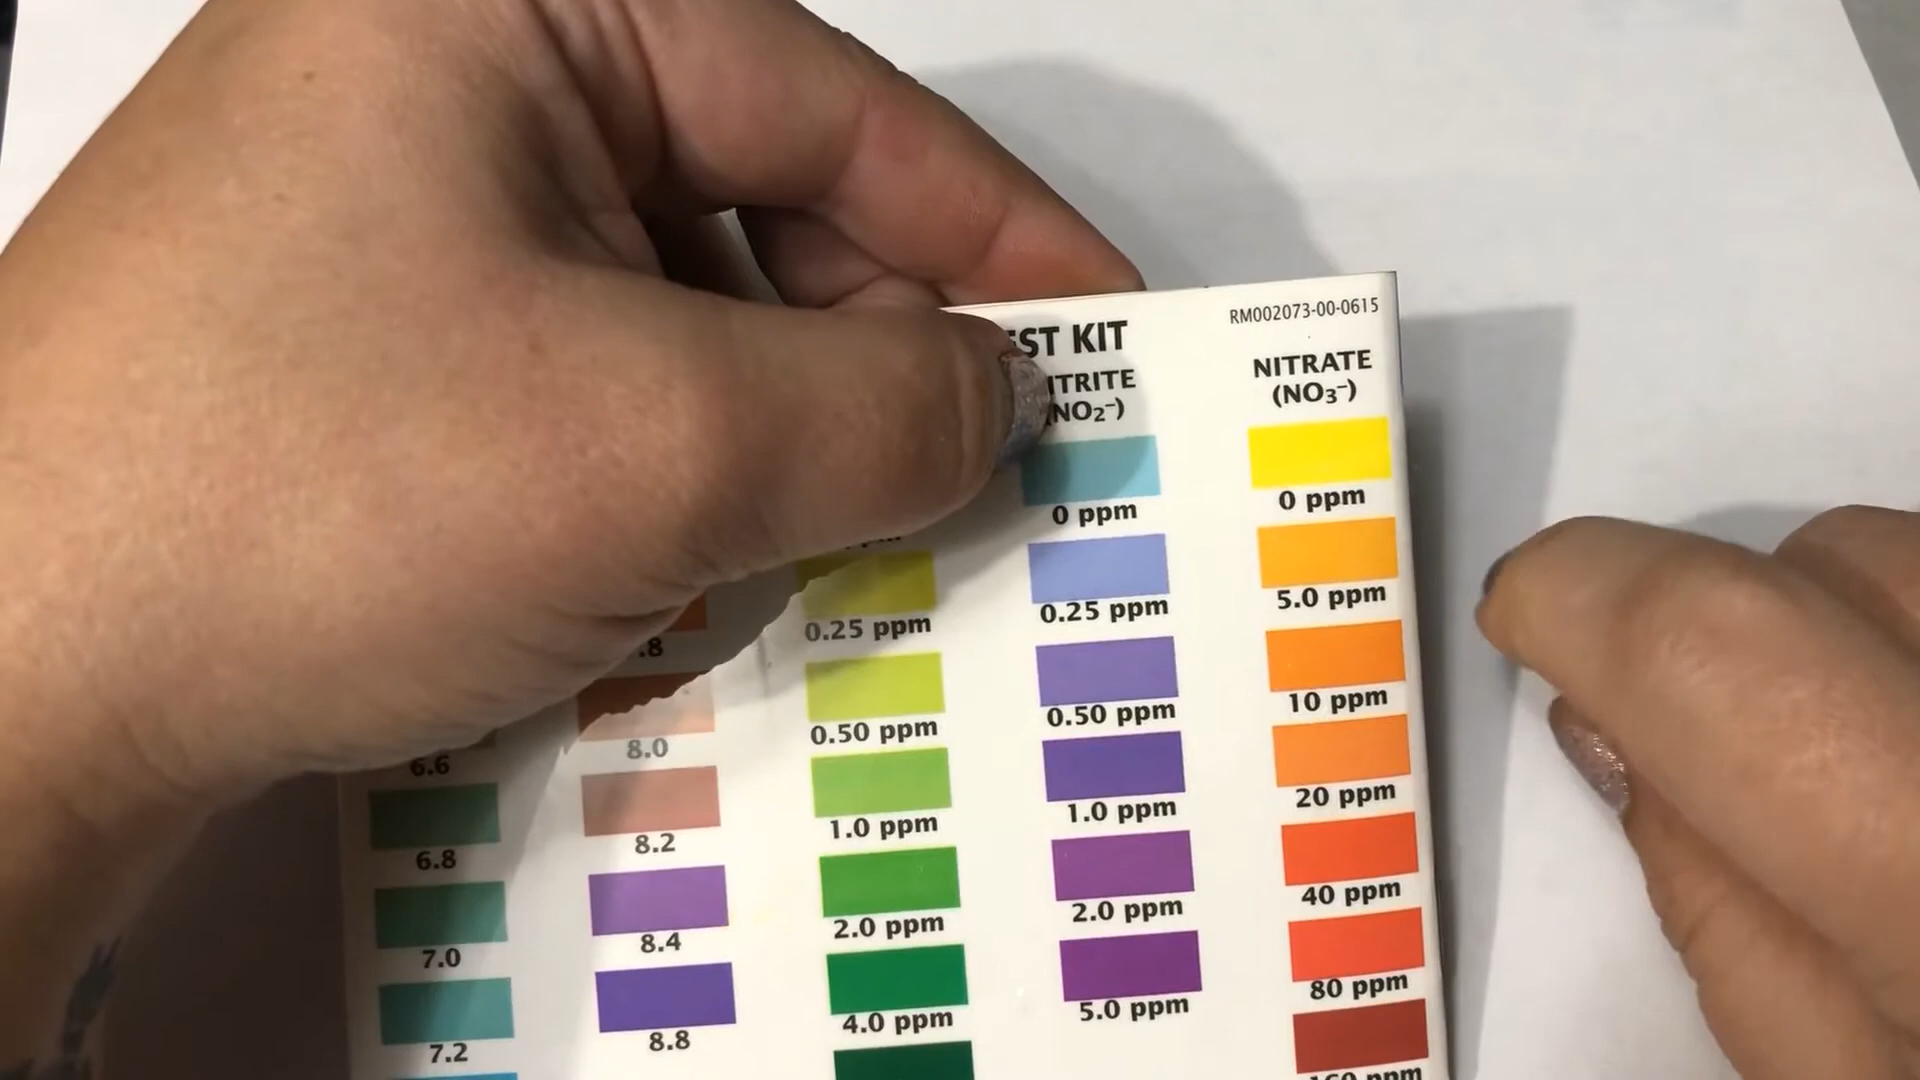 RM002073-00-0615
EST KIT
ITRITE
(NO₂⁻)
NITRATE
(NO₃⁻)
0 ppm
0.25 ppm
0.50 ppm
1.0 ppm
2.0 ppm
5.0 ppm
0 ppm
5.0 ppm
10 ppm
20 ppm
40 ppm
80 ppm
0.25 ppm
0.50 ppm
1.0 ppm
2.0 ppm
4.0 ppm
.8
8.0
8.2
8.4
8.8
6.6
6.8
7.0
7.2